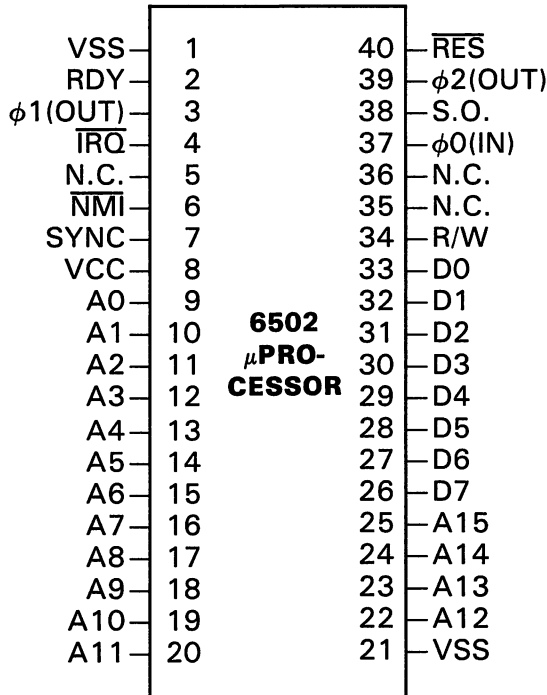 VSS 1 40 R̅E̅S̅
RDY 2 39 ϕ2(OUT)
ϕ1(OUT) 3 38 S.O.
I̅R̅Q̅ 4 37 ϕ0(IN)
N.C. 5 36 N.C.
N̅M̅I̅ 6 35 N.C.
SYNC 7 34 R/W
VCC 8 33 D0
A0 9 32 D1
A1 10 31 D2
A2 11 30 D3
A3 12 29 D4
A4 13 28 D5
A5 14 27 D6
A6 15 26 D7
A7 16 25 A15
A8 17 24 A14
A9 18 23 A13
A10 19 22 A12
A11 20 21 VSS
6502
μPRO-
CESSOR